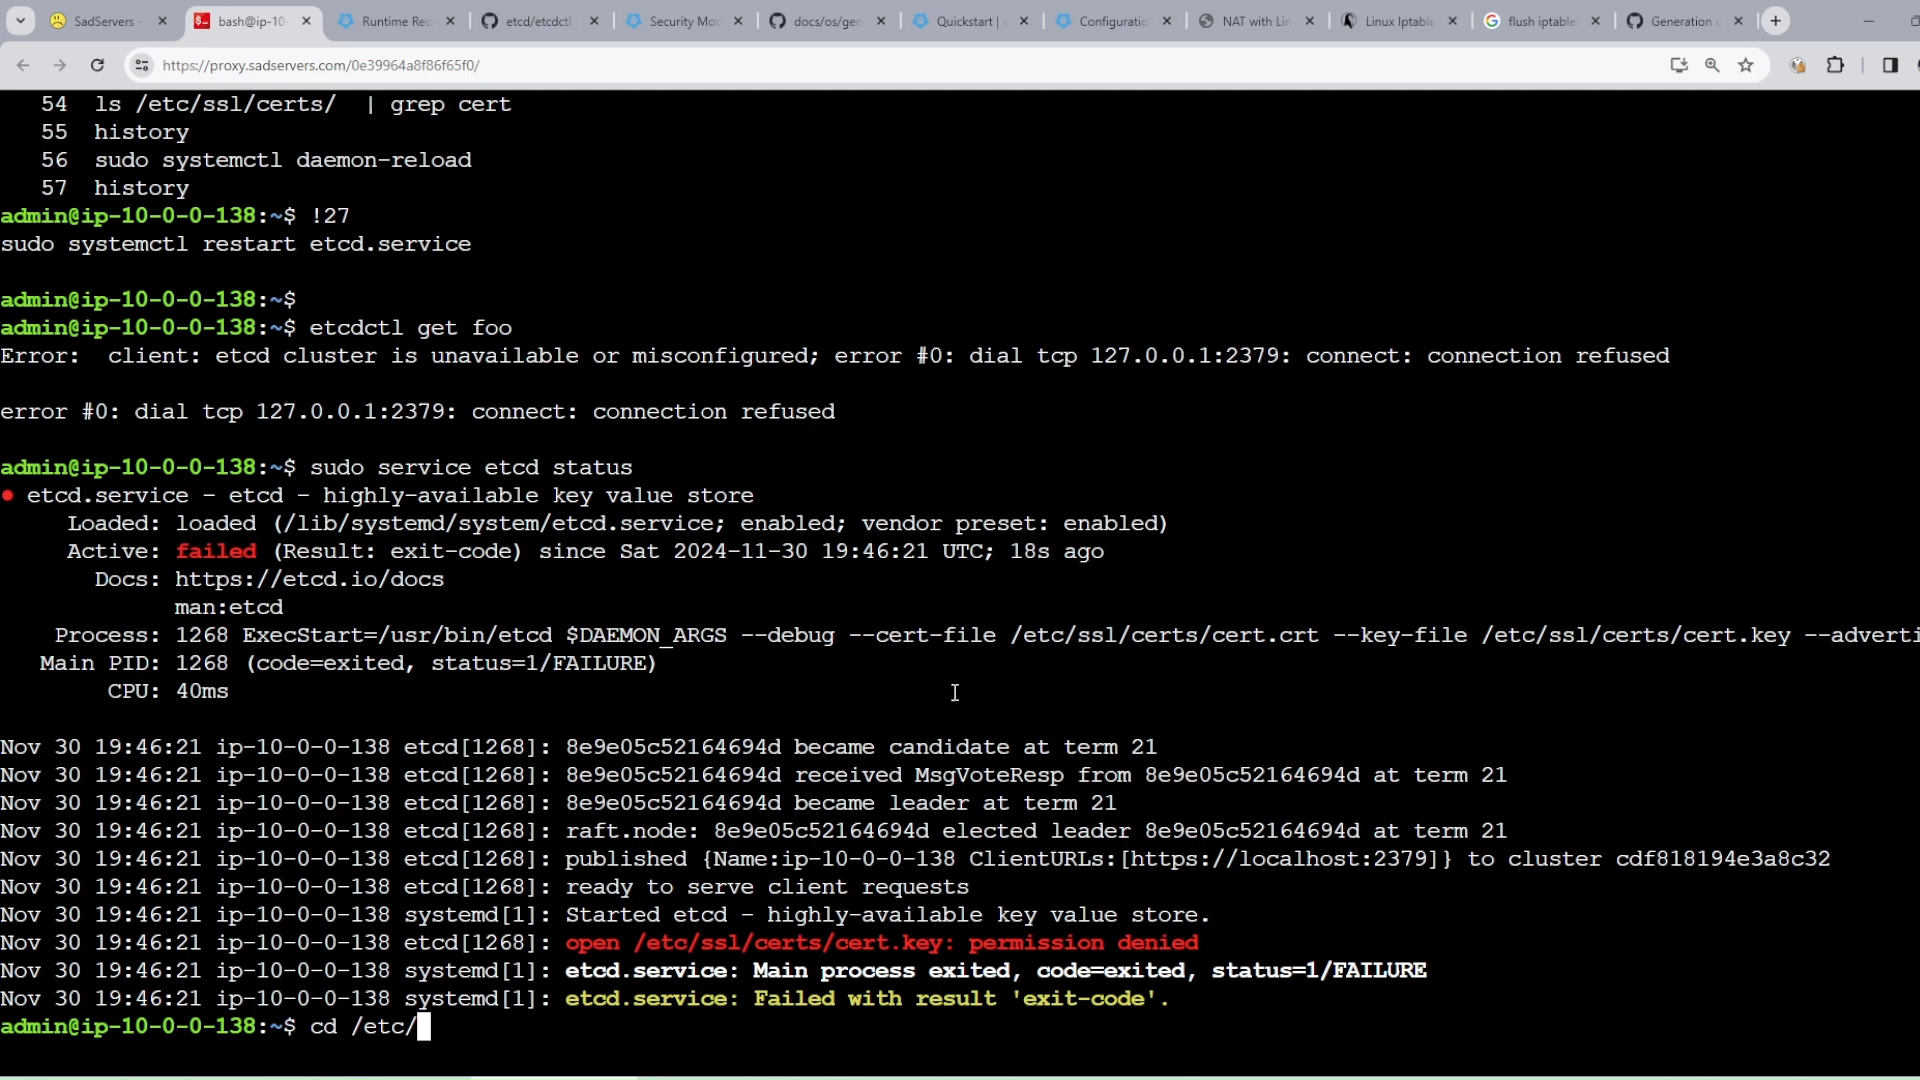 SadServers -
bash@ip-10-
Runtime Rec
etcd/etcdctl
Security Mod
docs/os/gen
Quickstart |
Configuratio
NAT with Lin
Linux Iptable
flush iptable
Generation
https://proxy.sadservers.com/0e39964a8f86f65f0/
54 ls /etc/ssl/certs/ | grep cert
55 history
56 sudo systemctl daemon-reload
57 history
admin@ip-10-0-0-138:~$ !27
sudo systemctl restart etcd.service
admin@ip-10-0-0-138:~$
admin@ip-10-0-0-138:~$ etcdctl get foo
Error: client: etcd cluster is unavailable or misconfigured; error #0: dial tcp 127.0.0.1:2379: connect: connection refused
error #0: dial tcp 127.0.0.1:2379: connect: connection refused
admin@ip-10-0-0-138:~$ sudo service etcd status
● etcd.service - etcd - highly-available key value store
Loaded: loaded (/lib/systemd/system/etcd.service; enabled; vendor preset: enabled)
Active: failed (Result: exit-code) since Sat 2024-11-30 19:46:21 UTC; 18s ago
Docs: https://etcd.io/docs
man:etcd
Process: 1268 ExecStart=/usr/bin/etcd $DAEMON_ARGS --debug --cert-file /etc/ssl/certs/cert.crt --key-file /etc/ssl/certs/cert.key --adverti
Main PID: 1268 (code=exited, status=1/FAILURE)
CPU: 40ms
Nov 30 19:46:21 ip-10-0-0-138 etcd[1268]: 8e9e05c52164694d became candidate at term 21
Nov 30 19:46:21 ip-10-0-0-138 etcd[1268]: 8e9e05c52164694d received MsgVoteResp from 8e9e05c52164694d at term 21
Nov 30 19:46:21 ip-10-0-0-138 etcd[1268]: 8e9e05c52164694d became leader at term 21
Nov 30 19:46:21 ip-10-0-0-138 etcd[1268]: raft.node: 8e9e05c52164694d elected leader 8e9e05c52164694d at term 21
Nov 30 19:46:21 ip-10-0-0-138 etcd[1268]: published {Name:ip-10-0-0-138 ClientURLs:[https://localhost:2379]} to cluster cdf818194e3a8c32
Nov 30 19:46:21 ip-10-0-0-138 etcd[1268]: ready to serve client requests
Nov 30 19:46:21 ip-10-0-0-138 systemd[1]: Started etcd - highly-available key value store.
Nov 30 19:46:21 ip-10-0-0-138 etcd[1268]: open /etc/ssl/certs/cert.key: permission denied
Nov 30 19:46:21 ip-10-0-0-138 systemd[1]: etcd.service: Main process exited, code=exited, status=1/FAILURE
Nov 30 19:46:21 ip-10-0-0-138 systemd[1]: etcd.service: Failed with result 'exit-code'.
admin@ip-10-0-0-138:~$ cd /etc/